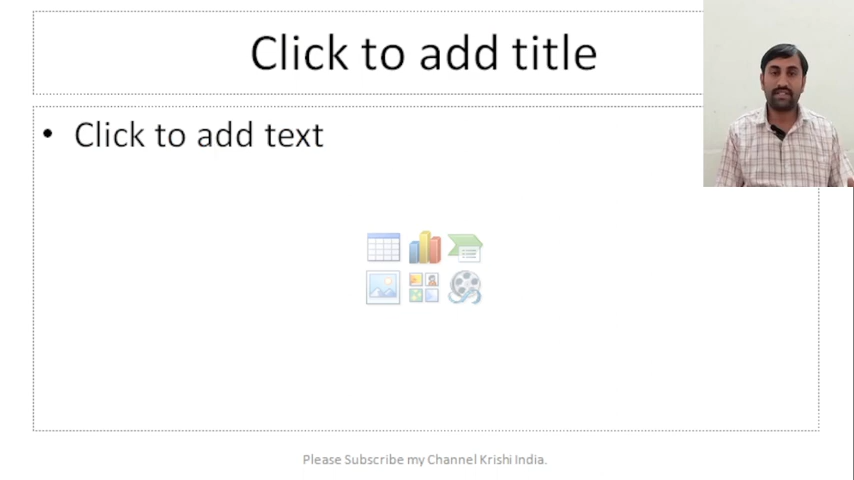 Click to add title
• Click to add text
Please Subscribe my Channel Krishi India.